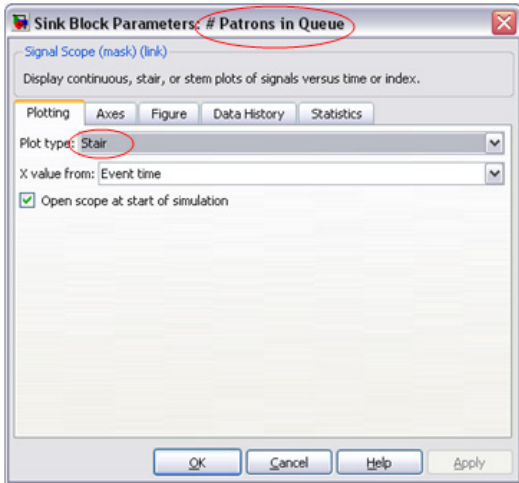 Sink Block Parameters: # Patrons in Queue
Signal Scope (mask) (link)
Display continuous, stair, or stem plots of signals versus time or index.
Plotting Axes Figure Data History Statistics
Plot type: Stair
X value from: Event time
Open scope at start of simulation
OK Cancel Help Apply